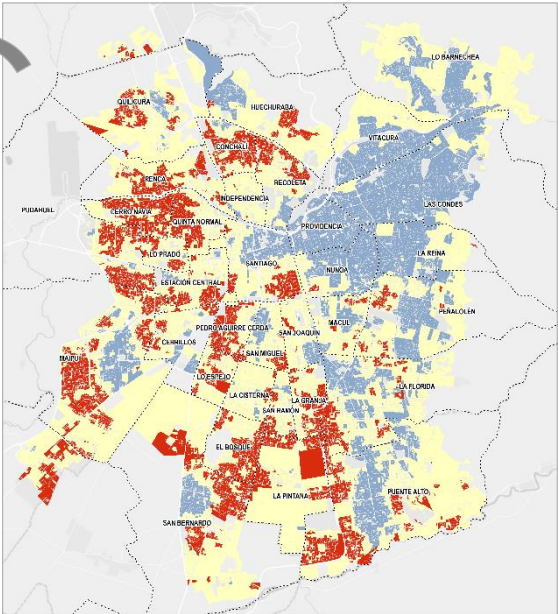 LO BARNECHEA
QUILICURA
HUECHURABA
VITACURA
CONCHALÍ
RENCA
RECOLETA
INDEPENDENCIA
LAS CONDES
PUDAHUEL
CERRO NAVIA
QUINTA NORMAL
PROVIDENCIA
LO PRADO
SANTIAGO
LA REINA
ÑUÑOA
ESTACIÓN CENTRAL
PEÑALOLÉN
MACUL
PEDRO AGUIRRE CERDA
SAN JOAQUÍN
CERRILLOS
SAN MIGUEL
MAIPÚ
LO ESPEJO
LA FLORIDA
LA CISTERNA
LA GRANJA
SAN RAMÓN
EL BOSQUE
LA PINTANA
PUENTE ALTO
SAN BERNARDO